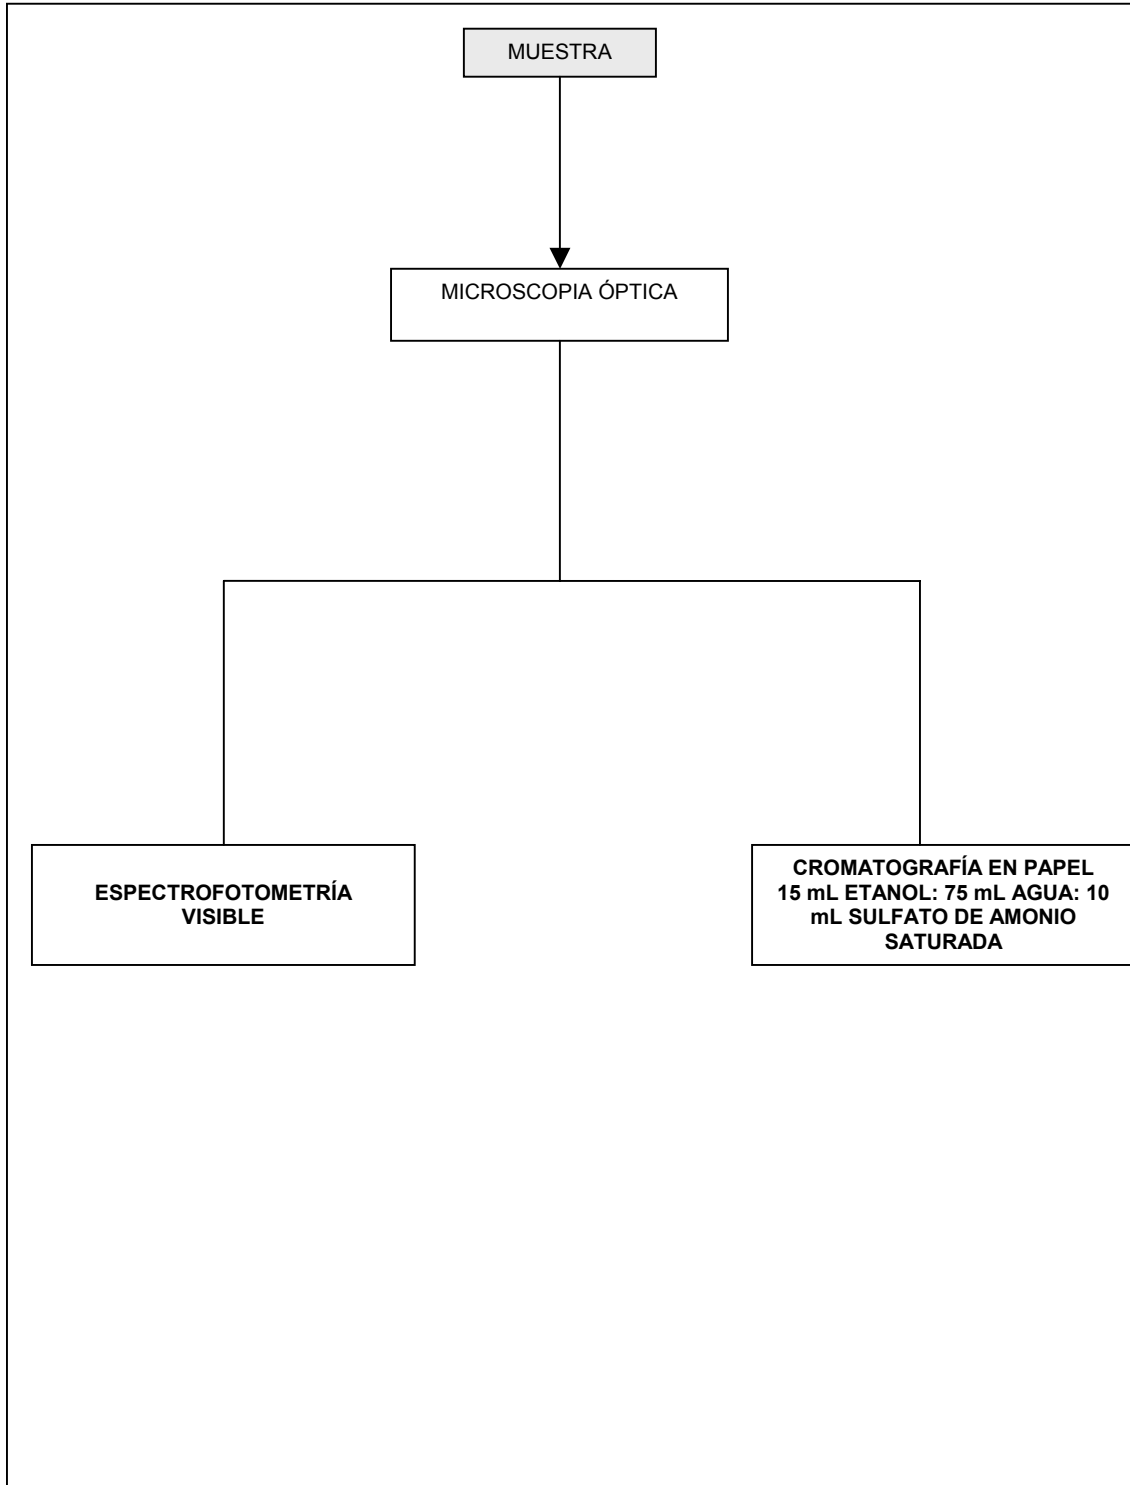 MUESTRA
MICROSCOPIA ÓPTICA
ESPECTROFOTOMETRÍA
VISIBLE
CROMATOGRAFÍA EN PAPEL
15 mL ETANOL: 75 mL AGUA: 10
mL SULFATO DE AMONIO
SATURADA